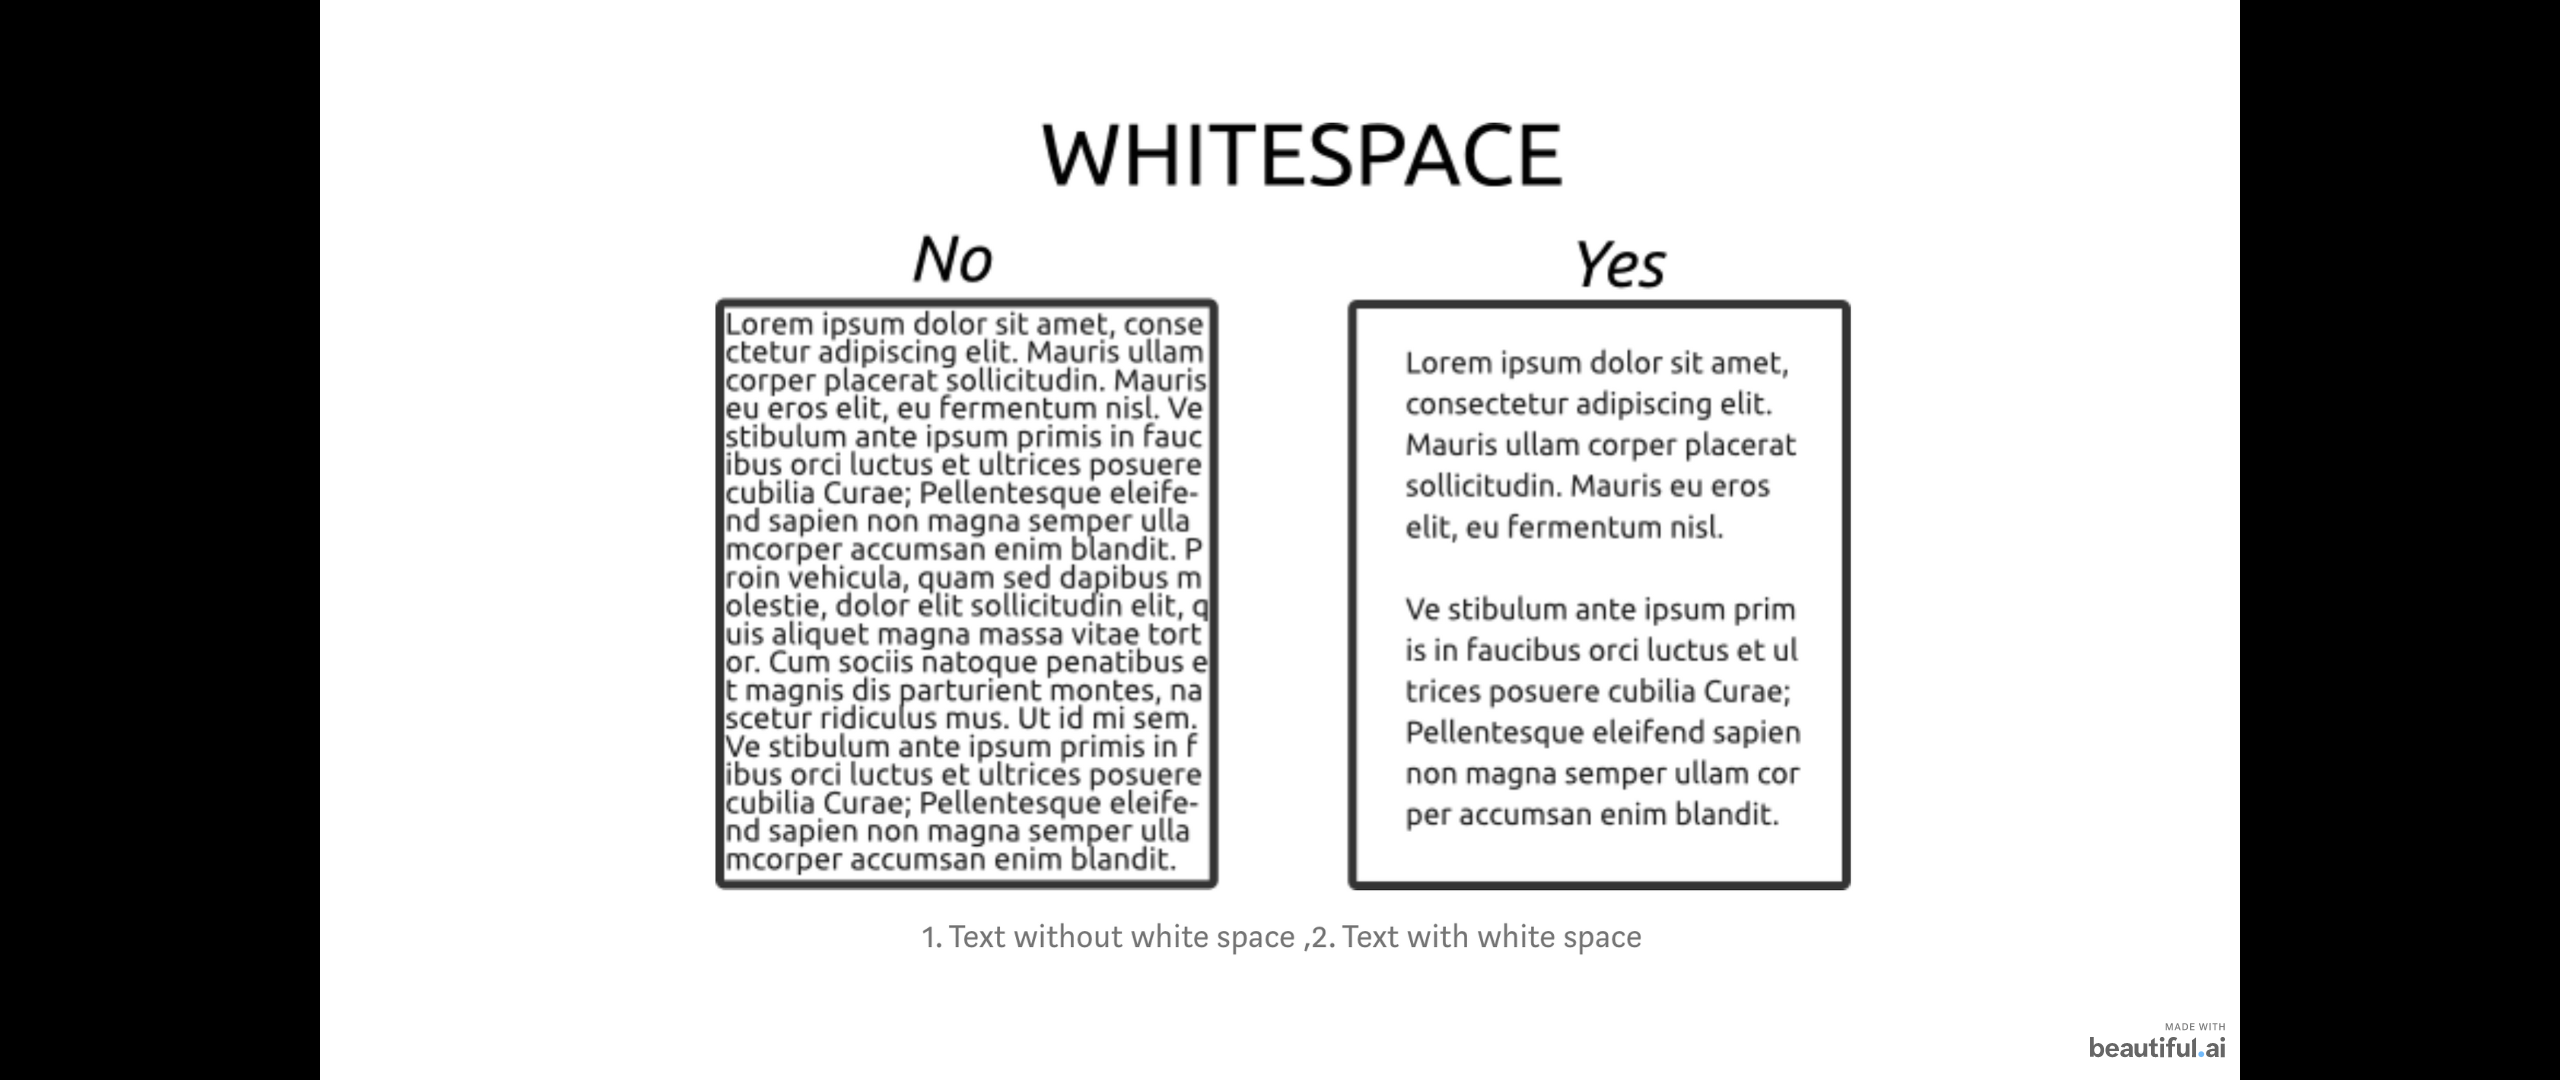 WHITESPACE
No
Lorem ipsum dolor sit amet, conse
ctetur adipiscing elit. Mauris ullam
corper placerat sollicitudin. Mauris
eu eros elit, eu fermentum nisl. Ve
stibulum ante ipsum primis in fauc
ibus orci luctus et ultrices posuere
cubilia Curae; Pellentesque eleife-
nd sapien non magna semper ulla
mcorper accumsan enim blandit. P
roin vehicula, quam sed dapibus m
olestie, dolor elit sollicitudin elit, q
uis aliquet magna massa vitae tort
or. Cum sociis natoque penatibus e
t magnis dis parturient montes, na
scetur ridiculus mus. Ut id mi sem.
Ve stibulum ante ipsum primis in f
ibus orci luctus et ultrices posuere
cubilia Curae; Pellentesque eleife-
nd sapien non magna semper ulla
mcorper accumsan enim blandit.
Yes
Lorem ipsum dolor sit amet,
consectetur adipiscing elit.
Mauris ullam corper placerat
sollicitudin. Mauris eu eros
elit, eu fermentum nisl.
Ve stibulum ante ipsum prim
is in faucibus orci luctus et ul
trices posuere cubilia Curae;
Pellentesque eleifend sapien
non magna semper ullam cor
per accumsan enim blandit.
1. Text without white space ,2. Text with white space
MADE WITH
beautiful.ai